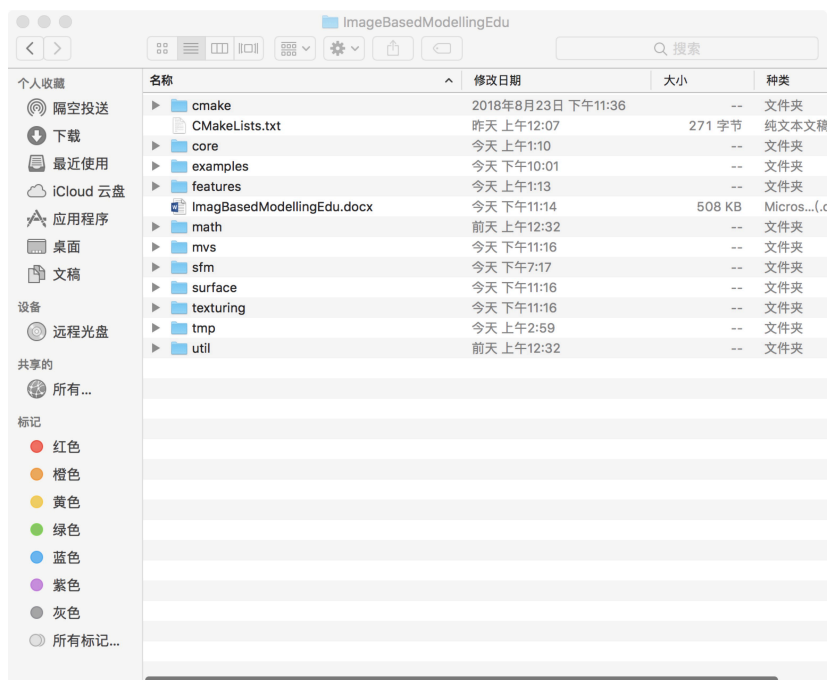 ImageBasedModellingEdu
搜索
个人收藏
隔空投送
下载
最近使用
iCloud 云盘
应用程序
桌面
文稿
设备
远程光盘
共享的
所有...
标记
红色
橙色
黄色
绿色
蓝色
紫色
灰色
所有标记...
名称 修改日期 大小 种类
cmake 2018年8月23日 下午11:36 -- 文件夹
CMakeLists.txt 昨天 上午12:07 271 字节 纯文本文稿
core 今天 上午1:10 -- 文件夹
examples 今天 下午10:01 -- 文件夹
features 今天 上午1:13 -- 文件夹
ImagBasedModellingEdu.docx 今天 下午11:14 508 KB Micros...(.d
math 前天 上午12:32 -- 文件夹
mvs 今天 下午11:16 -- 文件夹
sfm 今天 下午7:17 -- 文件夹
surface 今天 下午11:16 -- 文件夹
texturing 今天 下午11:16 -- 文件夹
tmp 今天 上午2:59 -- 文件夹
util 前天 上午12:32 -- 文件夹